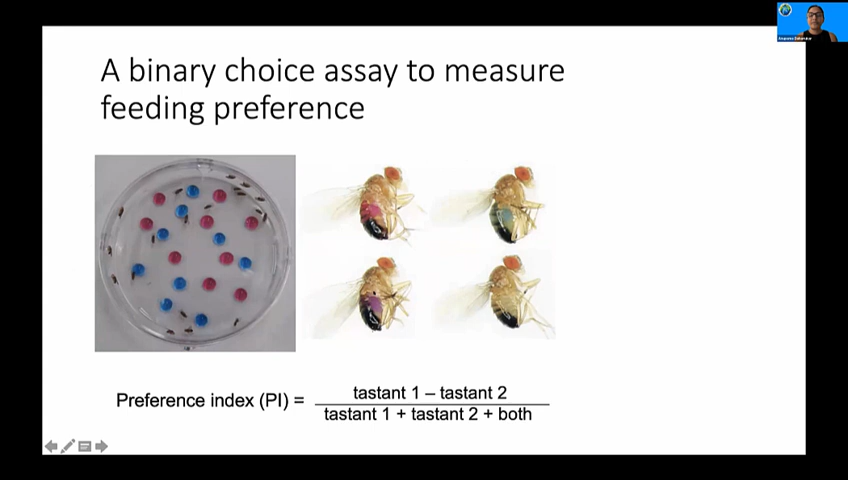 A binary choice assay to measure
feeding preference
Preference index (PI) =
tastant 1 – tastant 2
tastant 1 + tastant 2 + both